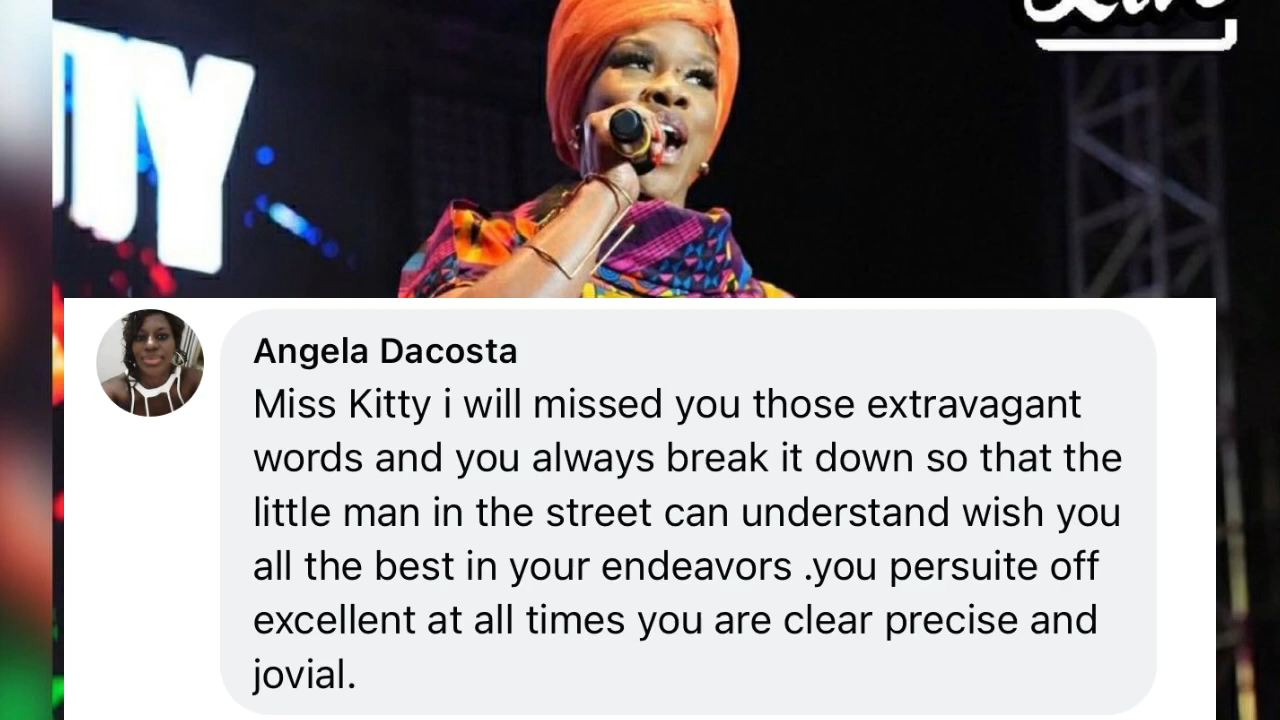 Angela Dacosta
Miss Kitty i will missed you those extravagant
words and you always break it down so that the
little man in the street can understand wish you
all the best in your endeavors .you persuite off
excellent at all times you are clear precise and
jovial.